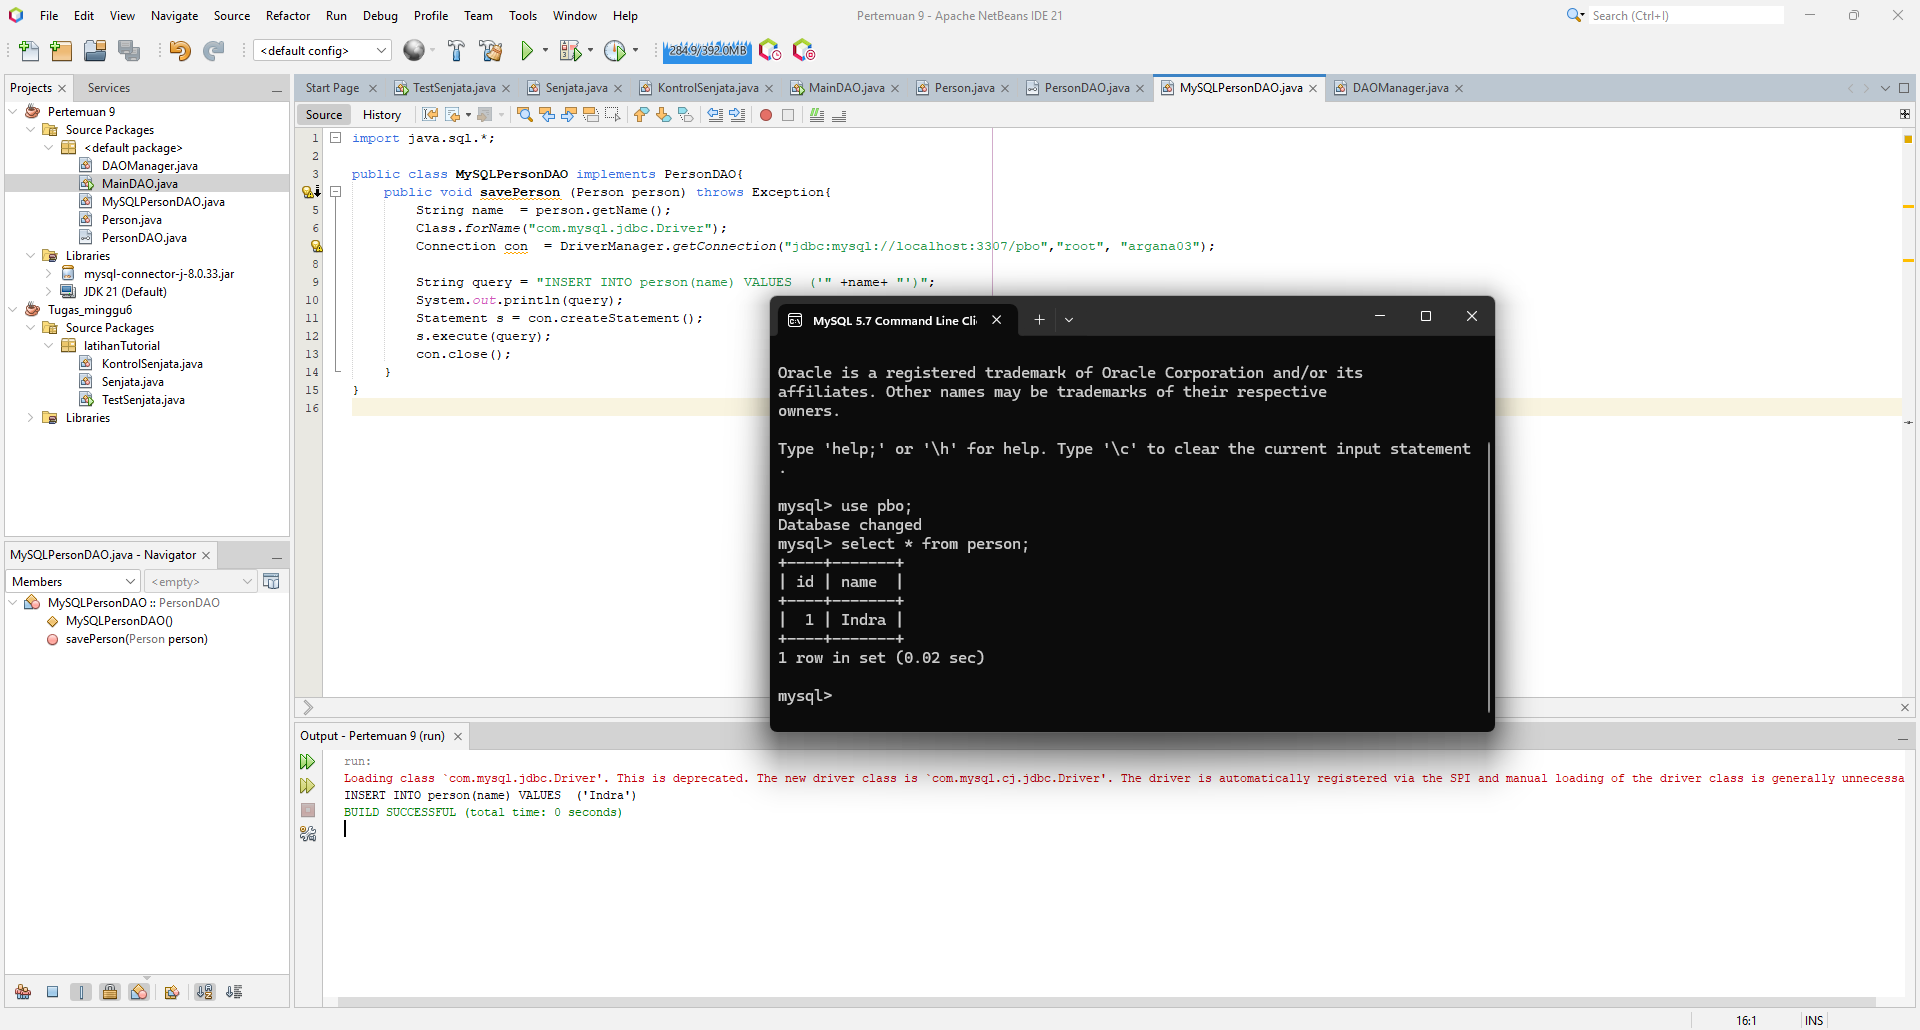 File Edit View Navigate Source Refactor Run Debug Profile Team Tools Window Help
Pertemuan 9 - Apache NetBeans IDE 21
Search (Ctrl+I)
<default config>
284.9/392.0MB
Projects
Services
Pertemuan 9
Source Packages
<default package>
DAOManager.java
MainDAO.java
MySQLPersonDAO.java
Person.java
PersonDAO.java
Libraries
mysql-connector-j-8.0.33.jar
JDK 21 (Default)
Tugas_minggu6
Source Packages
latihanTutorial
KontrolSenjata.java
Senjata.java
TestSenjata.java
Libraries
MySQLPersonDAO.java - Navigator
Members
<empty>
MySQLPersonDAO :: PersonDAO
MySQLPersonDAO()
savePerson(Person person)
Start Page
TestSenjata.java
Senjata.java
KontrolSenjata.java
MainDAO.java
Person.java
PersonDAO.java
MySQLPersonDAO.java
DAOManager.java
Source
History
1 import java.sql.*;
2
3 public class MySQLPersonDAO implements PersonDAO{
public void savePerson (Person person) throws Exception{
5 String name  = person.getName();
6 Class.forName("com.mysql.jdbc.Driver");
Connection con  = DriverManager.getConnection("jdbc:mysql://localhost:3307/pbo","root", "argana03");
8
9 String query = "INSERT INTO person(name) VALUES  ('" +name+ "')";
10 System.out.println(query);
11 Statement s = con.createStatement();
12 s.execute(query);
13 con.close();
14 }
15 }
16
MySQL 5.7 Command Line Cli
Oracle is a registered trademark of Oracle Corporation and/or its
affiliates. Other names may be trademarks of their respective
owners.
Type 'help;' or '\h' for help. Type '\c' to clear the current input statement
.
mysql> use pbo;
Database changed
mysql> select * from person;
+----+-------+
| id | name  |
+----+-------+
|  1 | Indra |
+----+-------+
1 row in set (0.02 sec)
mysql>
Output - Pertemuan 9 (run)
run:
Loading class `com.mysql.jdbc.Driver'. This is deprecated. The new driver class is `com.mysql.cj.jdbc.Driver'. The driver is automatically registered via the SPI and manual loading of the driver class is generally unnecessa
INSERT INTO person(name) VALUES  ('Indra')
BUILD SUCCESSFUL (total time: 0 seconds)
16:1
INS